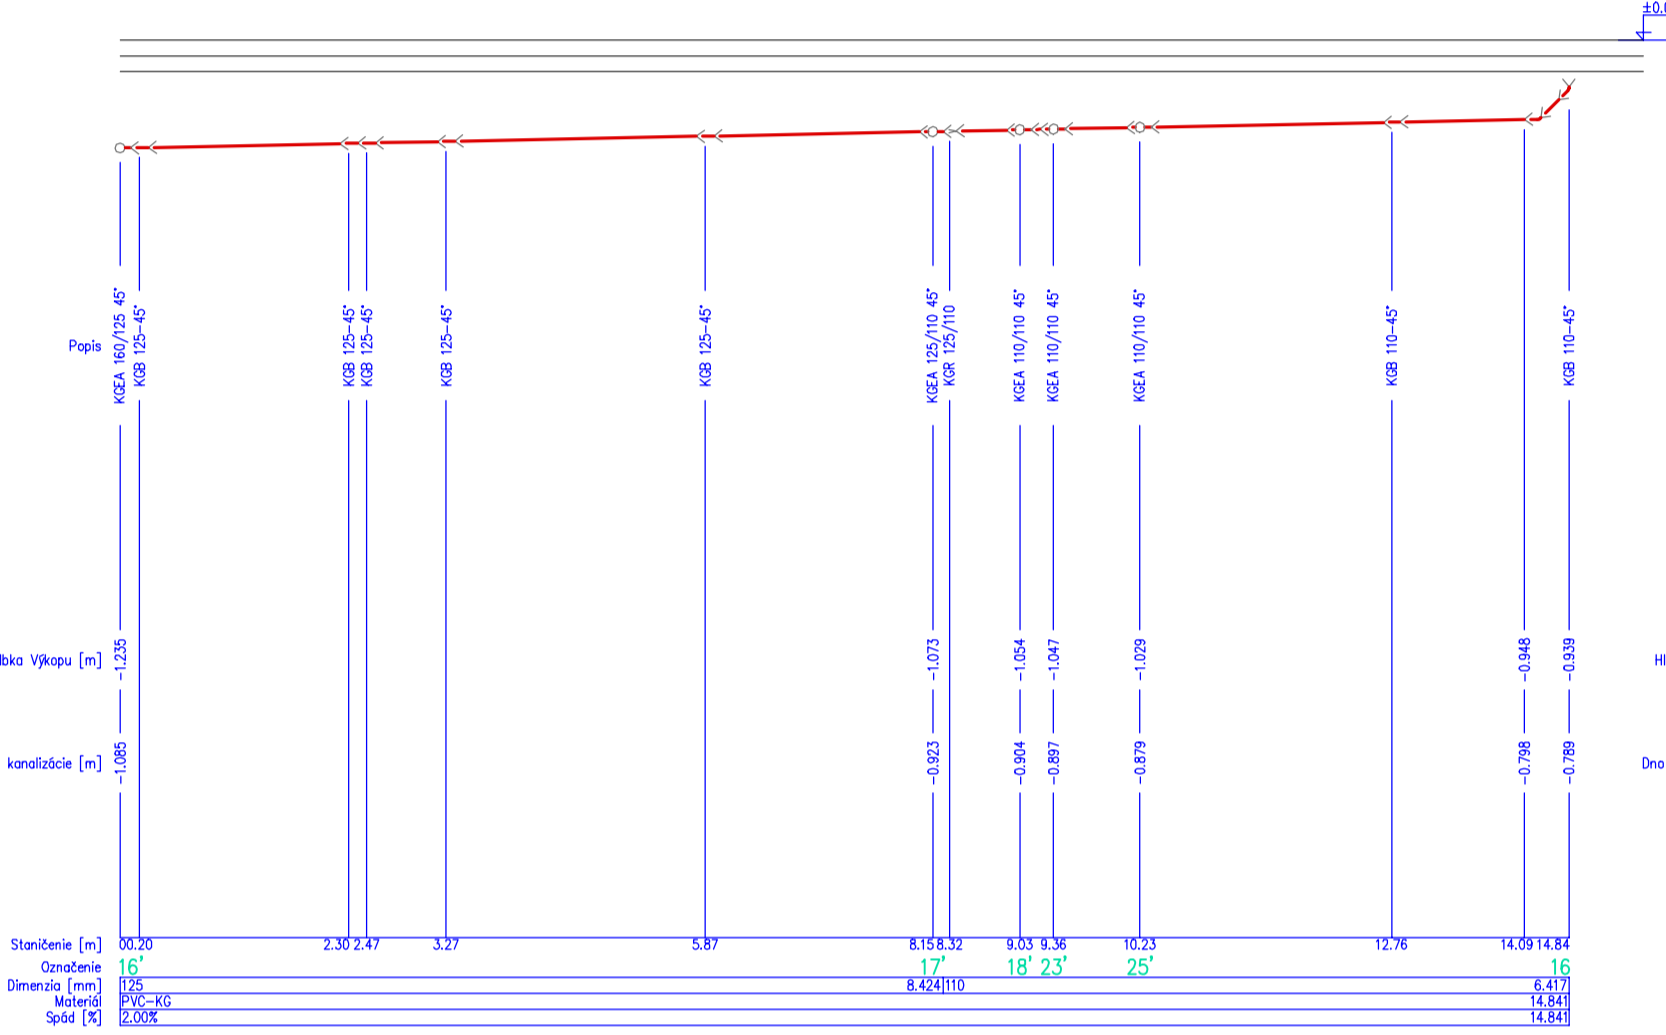 ±0.0
Popis
KGEA 160/125 45°
KGB 125-45°
KGB 125-45°
KGB 125-45°
KGB 125-45°
KGB 125-45°
KGEA 125/110 45°
KGR 125/110
KGEA 110/110 45°
KGEA 110/110 45°
KGEA 110/110 45°
KGB 110-45°
KGB 110-45°
lbka Výkopu [m] -1.235 -1.073 -1.054 -1.047 -1.029 -0.948 -0.939 Hl
kanalizácie [m] -1.085 -0.923 -0.904 -0.897 -0.879 -0.798 -0.789 Dno
Staničenie [m] 0 0.20 2.30 2.47 3.27 5.87 8.15 8.32 9.03 9.36 10.23 12.76 14.09 14.84
Označenie 16' 17' 18' 23' 25' 16
Dimenzia [mm] 125 8.424 110 6.417
Materiál PVC-KG 14.841
Spád [%] 2.00% 14.841